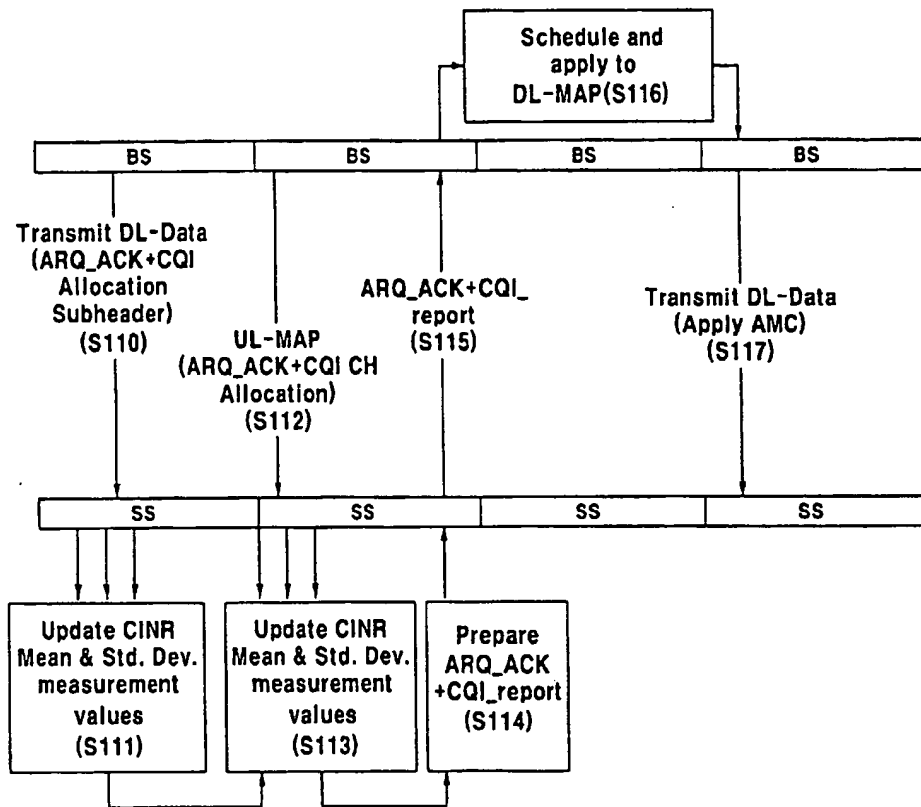 Schedule and
apply to
DL-MAP(S116)
BS
BS
BS
BS
Transmit DL-Data
(ARQ_ACK+CQI
Allocation
Subheader)
(S110)
UL-MAP
(ARQ_ACK+CQI CH
Allocation)
(S112)
ARQ_ACK+CQI_
report
(S115)
Transmit DL-Data
(Apply AMC)
(S117)
SS
SS
SS
SS
Update CINR
Mean & Std. Dev.
measurement
values
(S111)
Update CINR
Mean & Std. Dev.
measurement
values
(S113)
Prepare
ARQ_ACK
+CQI_report
(S114)